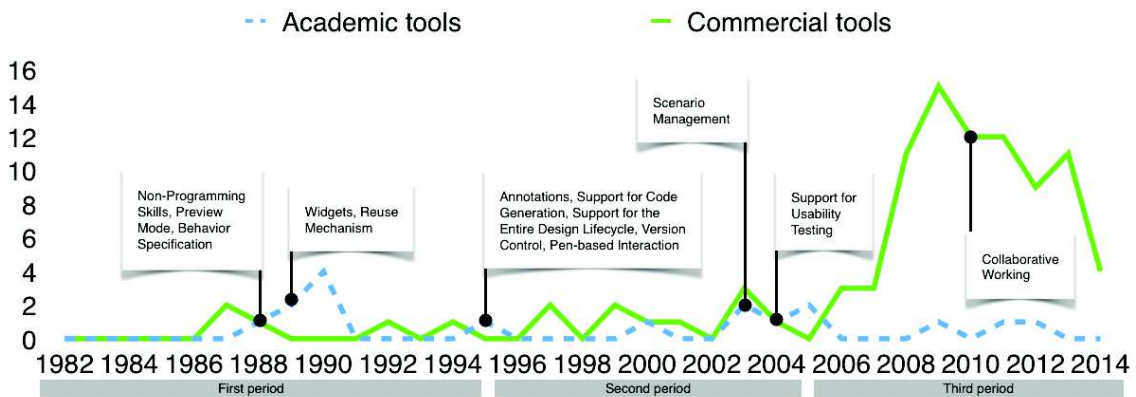 Academic tools
Commercial tools
16
14
12
10
8
6
4
2
0
Non-Programming
Skills, Preview
Mode, Behavior
Specification
Widgets, Reuse
Mechanism
Annotations, Support for Code
Generation, Support for the
Entire Design Lifecycle, Version
Control, Pen-based Interaction
Scenario
Management
Support for
Usability
Testing
Collaborative
Working
1982 1984 1986 1988 1990 1992 1994 1996 1998 2000 2002 2004 2006 2008 2010 2012 2014
First period
Second period
Third period